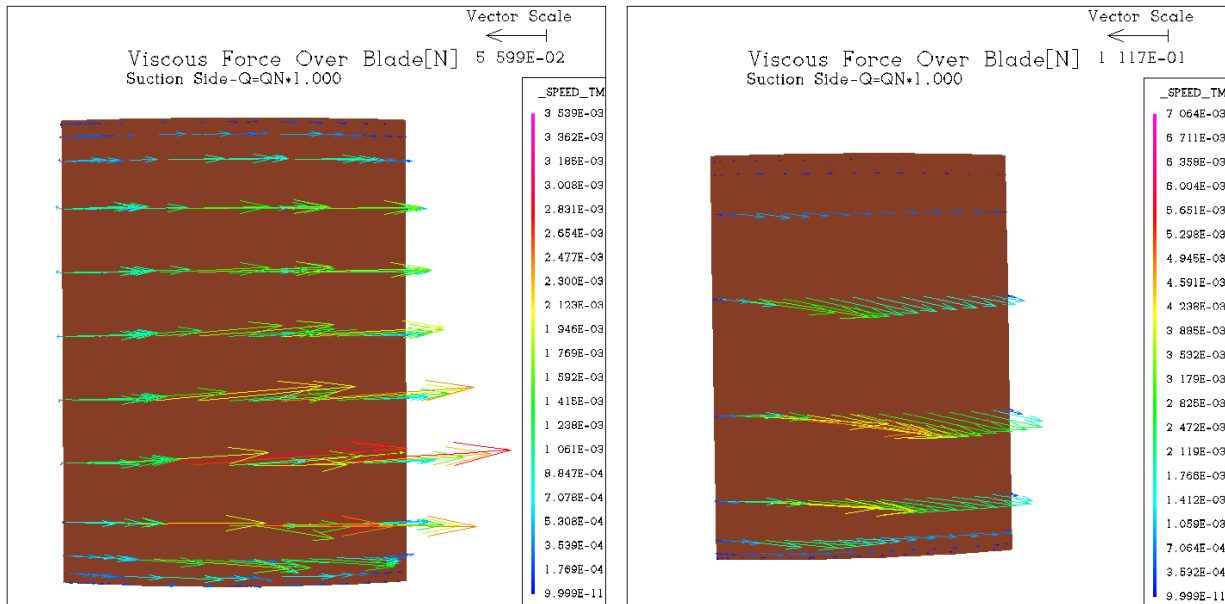 Vector Scale
Viscous Force Over Blade[N] 5 599E-02
Suction Side-Q=QN*1.000
_SPEED_TM
3 539E-03
3 362E-03
3 185E-03
3.008E-03
2.831E-03
2 654E-03
2 477E-03
2 300E-03
2 123E-03
1 946E-03
1 769E-03
1 592E-03
1 415E-03
1 238E-03
1 061E-03
8.847E-04
7.078E-04
5.308E-04
3.539E-04
1.769E-04
9.999E-11
Vector Scale
Viscous Force Over Blade[N] 1 117E-01
Suction Side-Q=QN*1.000
_SPEED_TM
7 064E-03
6 711E-03
6 358E-03
6 004E-03
5 651E-03
5 298E-03
4 945E-03
4 591E-03
4 238E-03
3 885E-03
3 532E-03
3 179E-03
2 825E-03
2 472E-03
2 119E-03
1 766E-03
1 412E-03
1 059E-03
7 064E-04
3 532E-04
9 999E-11